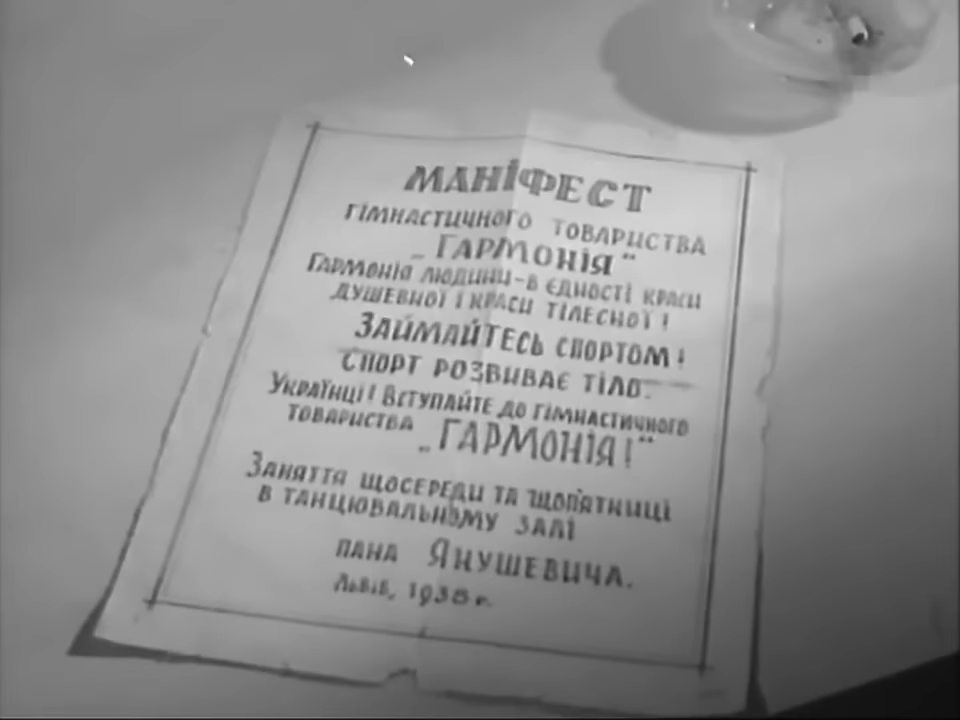 МАНІФЕСТ
ГІМНАСТИЧНОГО ТОВАРИСТВА
„ГАРМОНІЯ“
ГАРМОНІЯ ЛЮДИНИ-В ЄДНОСТІ КРАСИ
ДУШЕВНОЇ І КРАСИ ТІЛЕСНОЇ!
ЗАЙМАЙТЕСЬ СПОРТОМ!
СПОРТ РОЗВИВАЄ ТІЛО.
УКРАЇНЦІ! ВСТУПАЙТЕ ДО ГІМНАСТИЧНОГО
ТОВАРИСТВА „ГАРМОНІЯ!“
ЗАНЯТТЯ ЩОСЕРЕДИ ТА ЩОП'ЯТНИЦІ
В ТАНЦЮВАЛЬНОМУ ЗАЛІ
ПАНА ЯНУШЕВИЧА.
ЛЬВІВ, 1938 г.